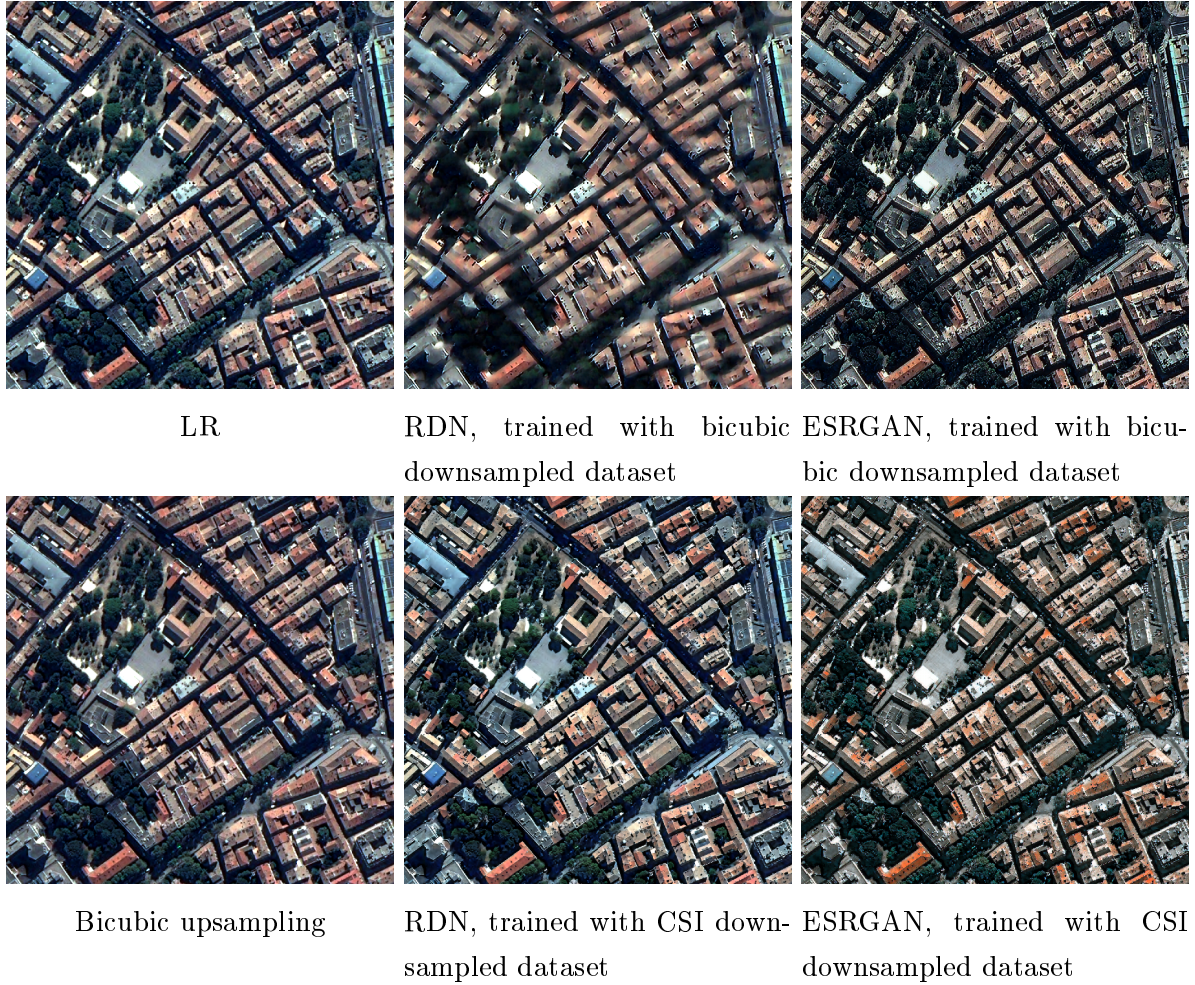 LR
RDN, trained with bicubic
downsampled dataset
ESRGAN, trained with bicu-
bic downsampled dataset
Bicubic upsampling
RDN, trained with CSI down-
sampled dataset
ESRGAN, trained with CSI
downsampled dataset